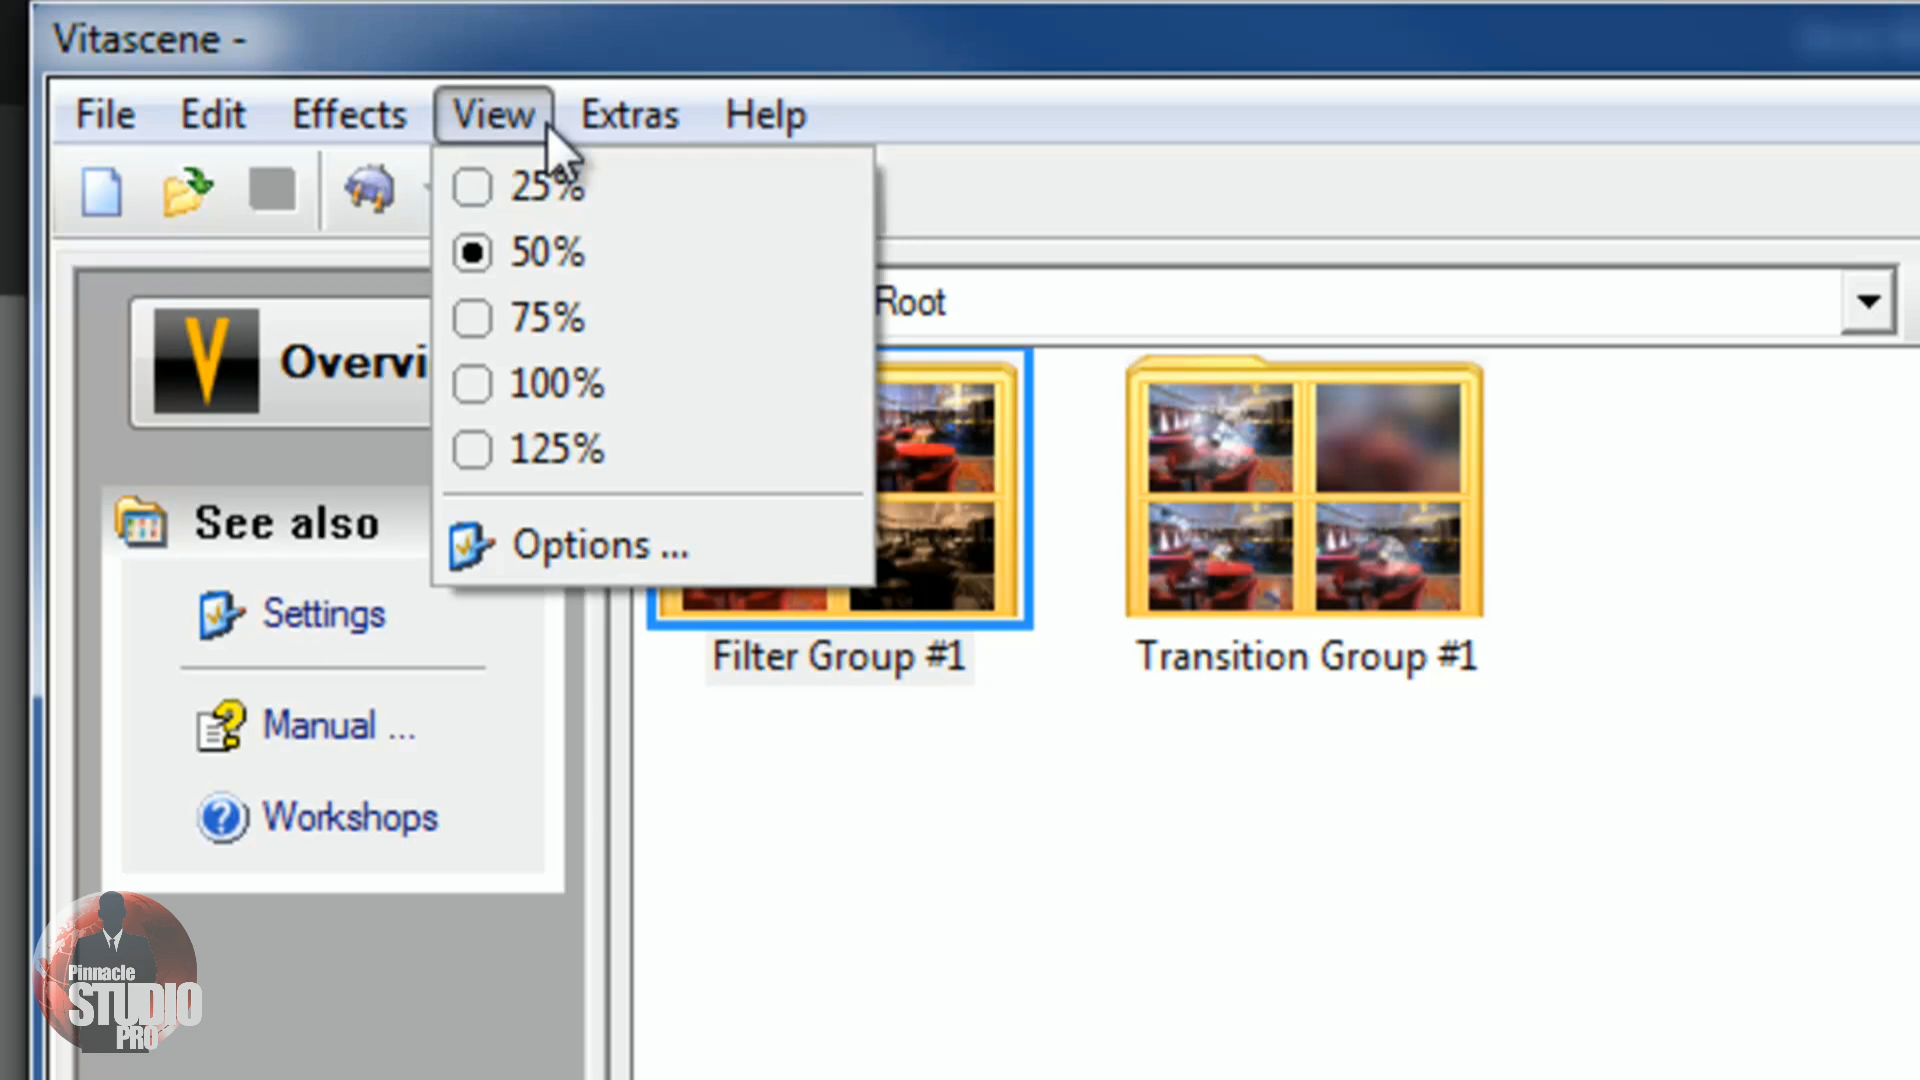 Vitascene -
File Edit Effects View Extras Help
25%
50%
75%
100%
125%
Options ...
Root
Overvi
See also
Settings
Manual ...
Workshops
Filter Group #1
Transition Group #1
Pinnacle
STUDIO
PRO